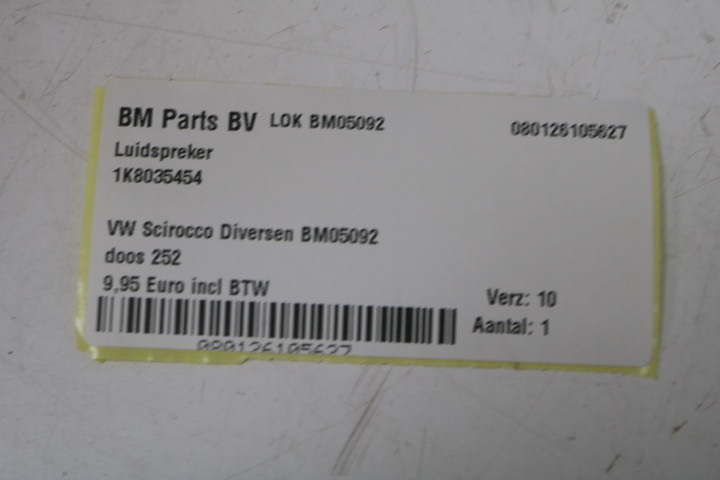 BM Parts BV LOK BM05092 080126105627
Luidspreker
1K8035454
VW Scirocco Diversen BM05092
doos 252
9,95 Euro incl BTW
Verz: 10
Aantal: 1
080126105627